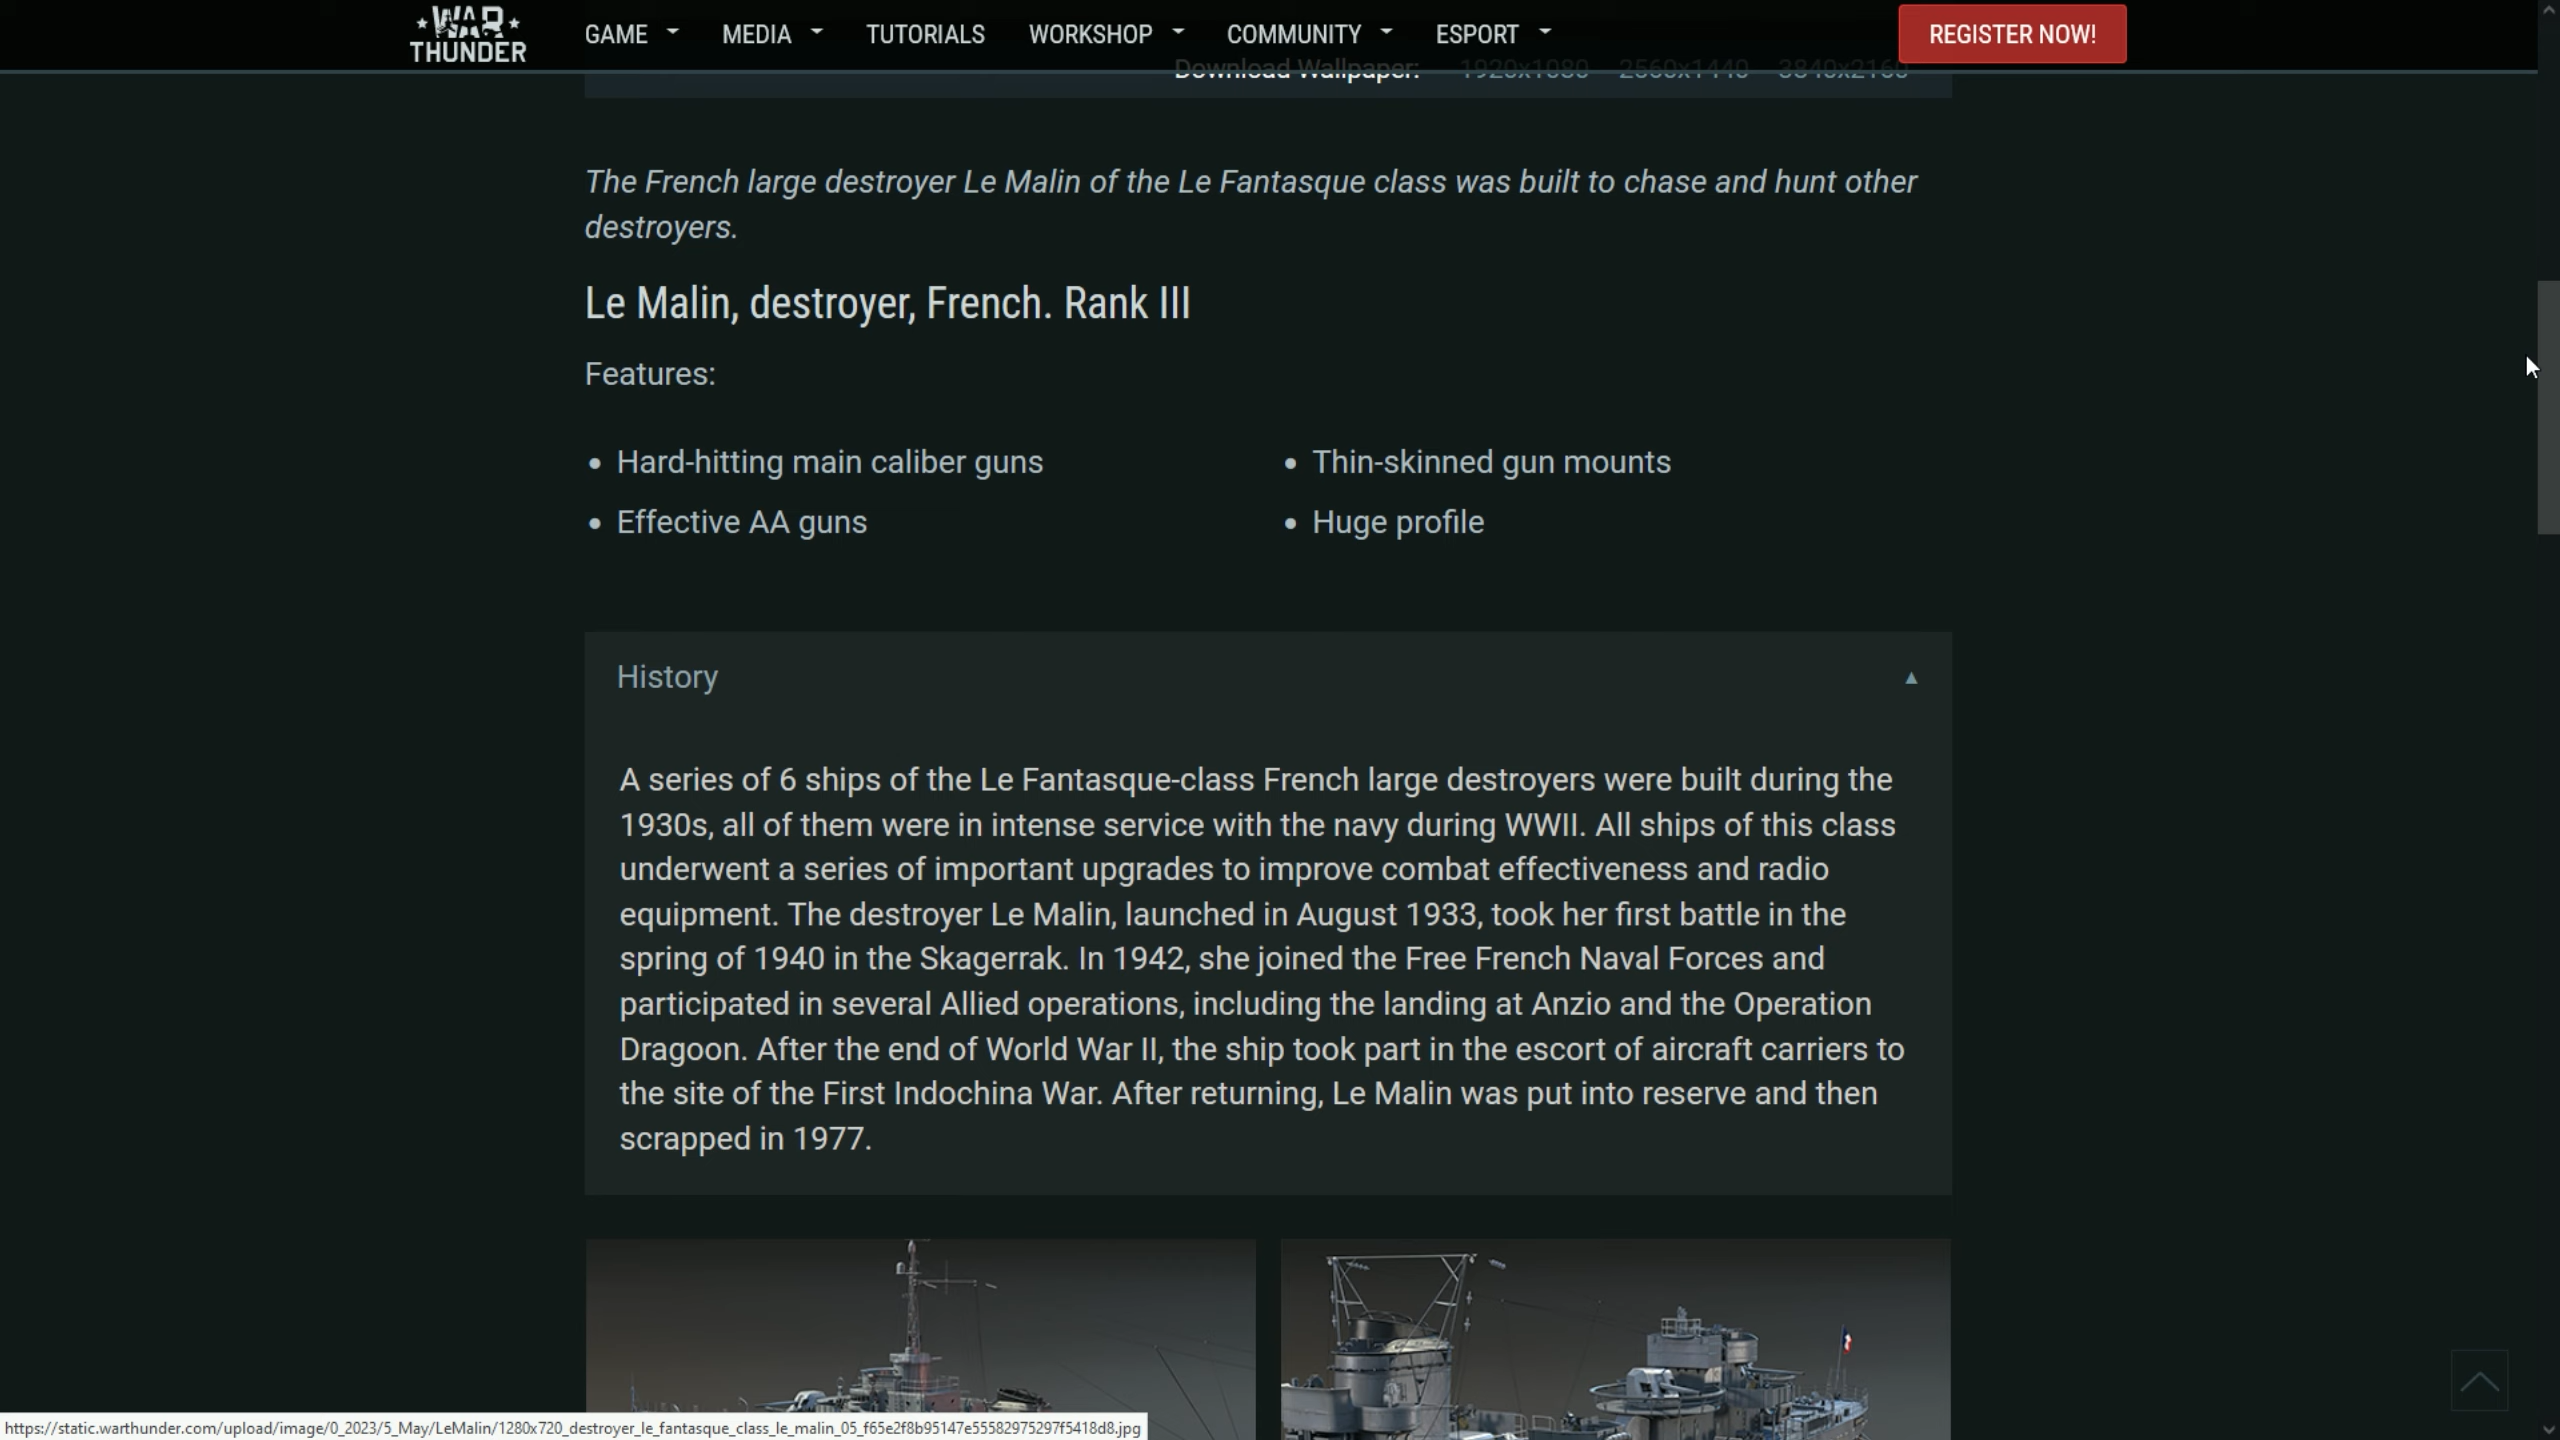 WAR THUNDER
GAME MEDIA TUTORIALS WORKSHOP COMMUNITY ESPORT REGISTER NOW!
Download Wallpaper: 1920x1080 2560x1440 3840x2160
The French large destroyer Le Malin of the Le Fantasque class was built to chase and hunt other
destroyers.
Le Malin, destroyer, French. Rank III
Features:
• Hard-hitting main caliber guns
• Effective AA guns
• Thin-skinned gun mounts
• Huge profile
History
A series of 6 ships of the Le Fantasque-class French large destroyers were built during the
1930s, all of them were in intense service with the navy during WWII. All ships of this class
underwent a series of important upgrades to improve combat effectiveness and radio
equipment. The destroyer Le Malin, launched in August 1933, took her first battle in the
spring of 1940 in the Skagerrak. In 1942, she joined the Free French Naval Forces and
participated in several Allied operations, including the landing at Anzio and the Operation
Dragoon. After the end of World War II, the ship took part in the escort of aircraft carriers to
the site of the First Indochina War. After returning, Le Malin was put into reserve and then
scrapped in 1977.
https://static.warthunder.com/upload/image/0_2023/5_May/LeMalin/1280x720_destroyer_le_fantasque_class_le_malin_05_f65e2f8b95147e55582975297f5418d8.jpg